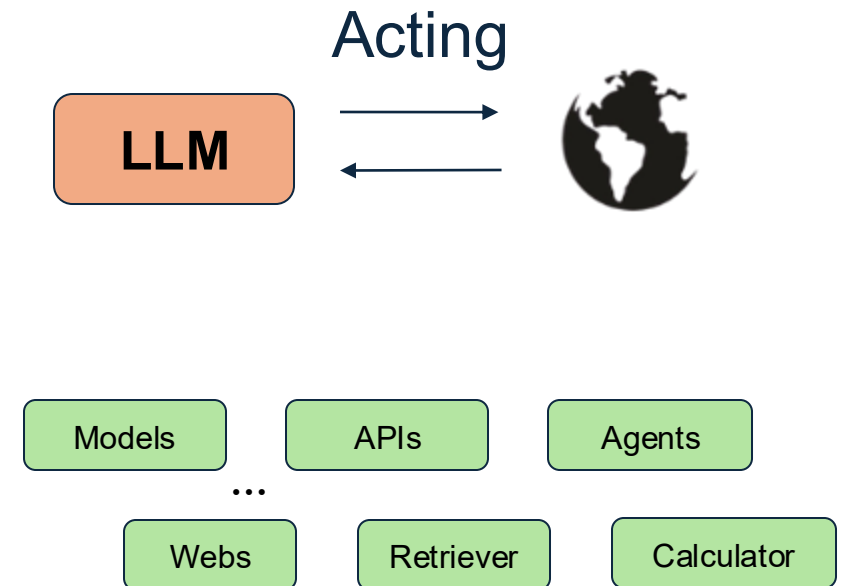 Acting
LLM
Models
APIs
Agents
...
Webs
Retriever
Calculator